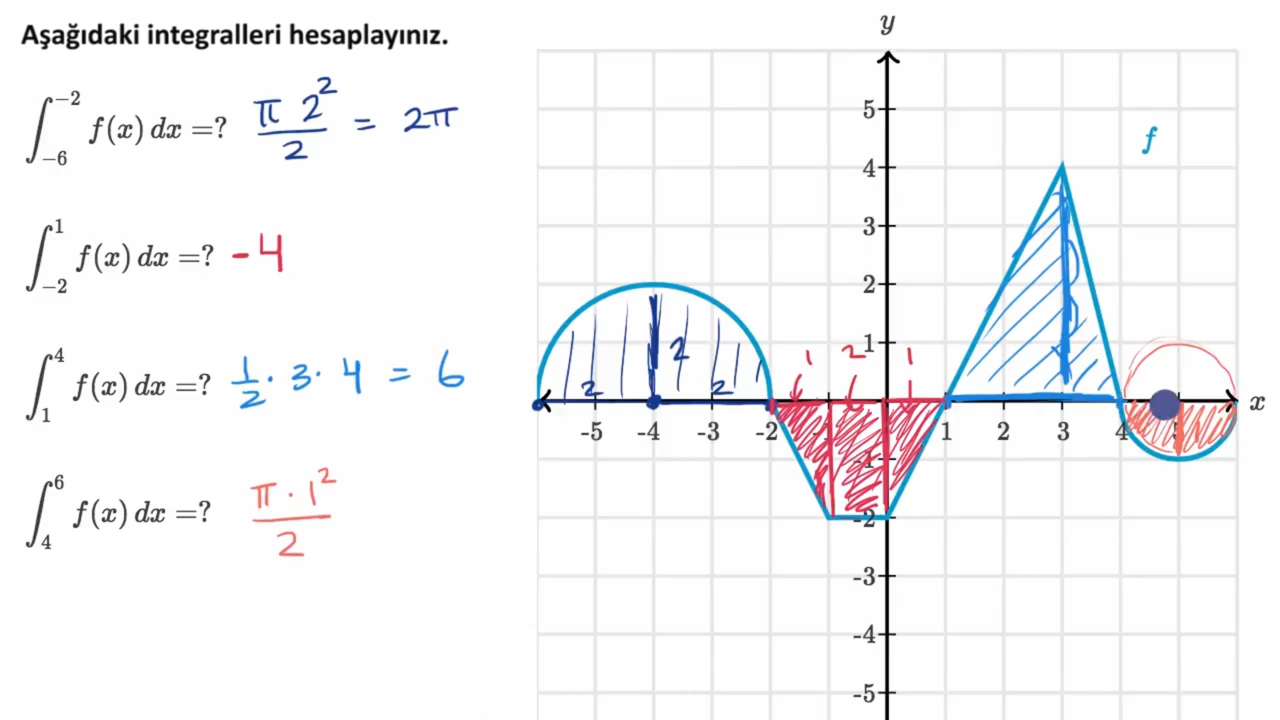 Aşağıdaki integralleri hesaplayınız.
∫_{-6}^{-2} f(x) dx =? π 2² / 2 = 2π
∫_{-2}^{1} f(x) dx =? -4
∫_{1}^{4} f(x) dx =? 1/2 · 3 · 4 = 6
∫_{4}^{6} f(x) dx =? π · 1² / 2
y
5
f
4
3
2
1 2 1
1
2
2 2
x
-5 -4 -3 -2 1 2 3 4
-1
-2
-3
-4
-5